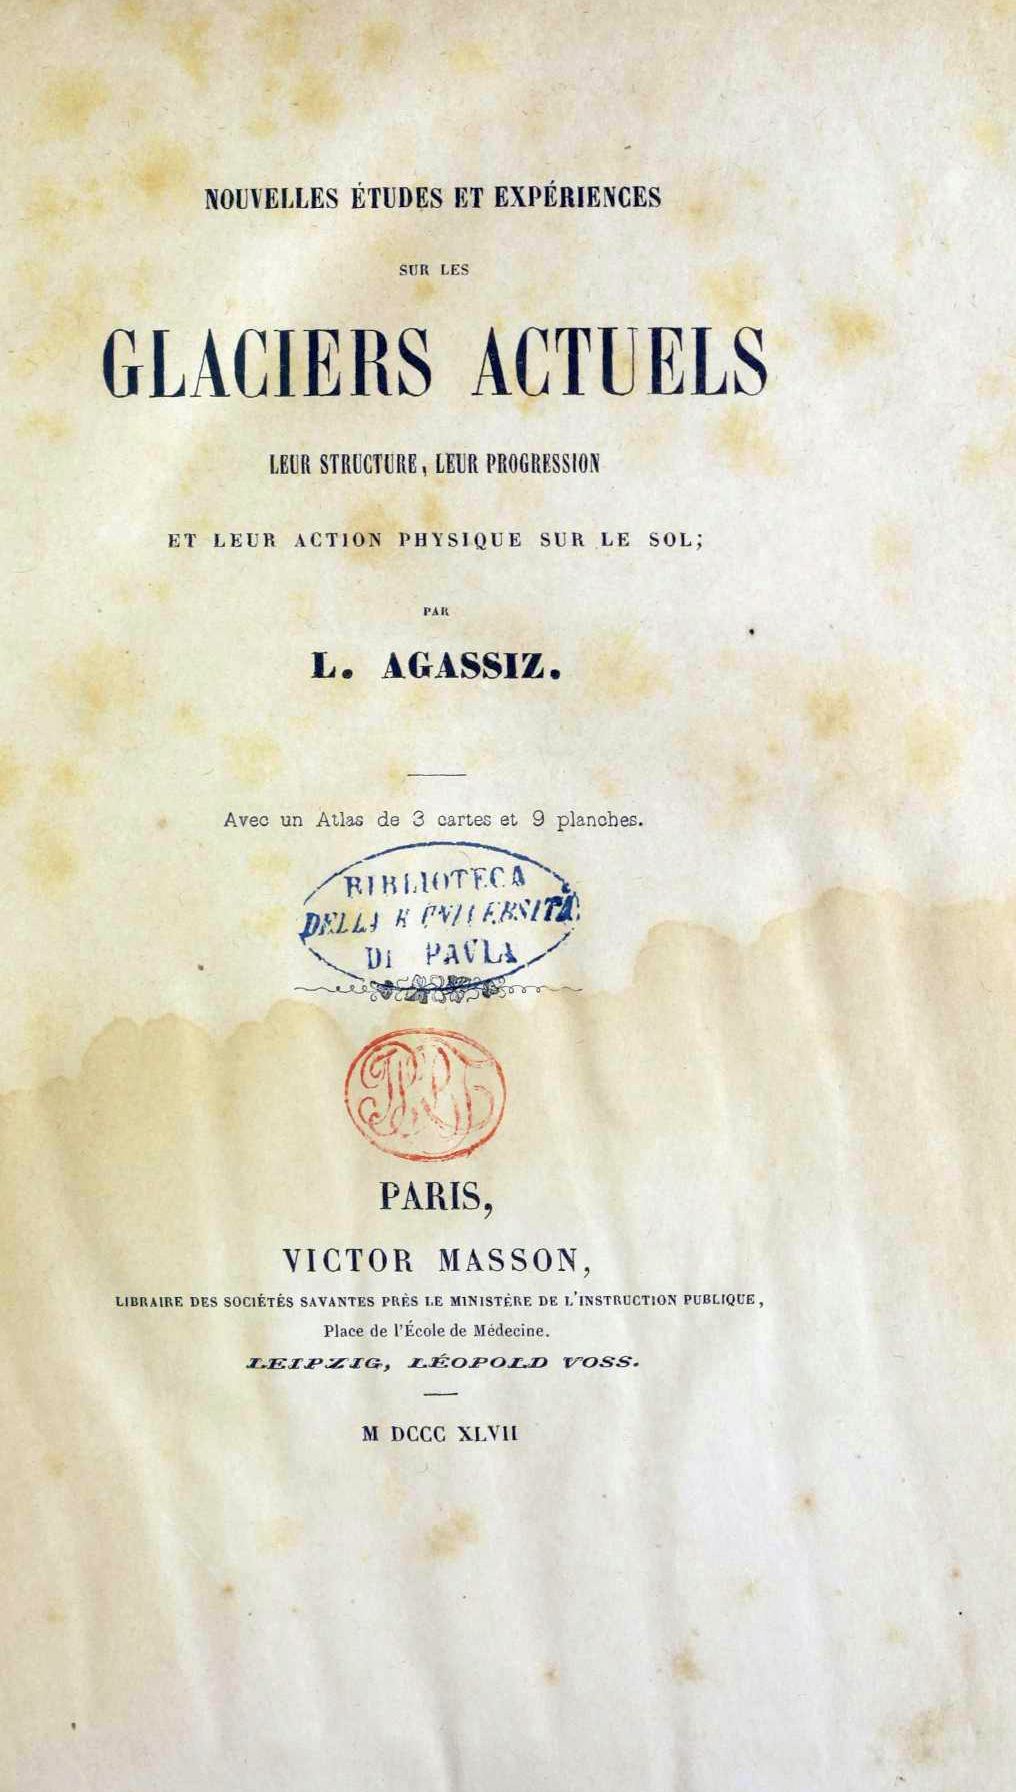 NOUVELLES ÉTUDES ET EXPÉRIENCES
SUR LES
GLACIERS ACTUELS
LEUR STRUCTURE, LEUR PROGRESSION
ET LEUR ACTION PHYSIQUE SUR LE SOL;
PAR
L. AGASSIZ.
Avec un Atlas de 3 cartes et 9 planches.
BIBLIOTECA
DELLA R UNIVERSITÀ
DI PAVIA
PARIS,
VICTOR MASSON,
LIBRAIRE DES SOCIÉTÉS SAVANTES PRÈS LE MINISTÈRE DE L'INSTRUCTION PUBLIQUE,
Place de l'École de Médecine.
LEIPZIG, LÉOPOLD VOSS.
M DCCC XLVII